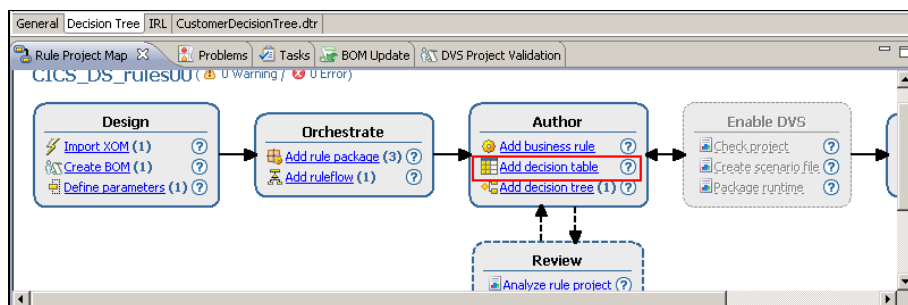 General Decision Tree IRL CustomerDecisionTree.dtr
Rule Project Map Problems Tasks BOM Update DVS Project Validation
CICS_DS_rules00 ( 0 Warning / 0 Error)
Design
Import XOM (1) ?
Create BOM (1) ?
Define parameters (1) ?
Orchestrate
Add rule package (3) ?
Add ruleflow (1) ?
Author
Add business rule ?
Add decision table ?
Add decision tree (1) ?
Enable DVS
Check project ?
Create scenario file ?
Package runtime ?
Review
Analyze rule project ?